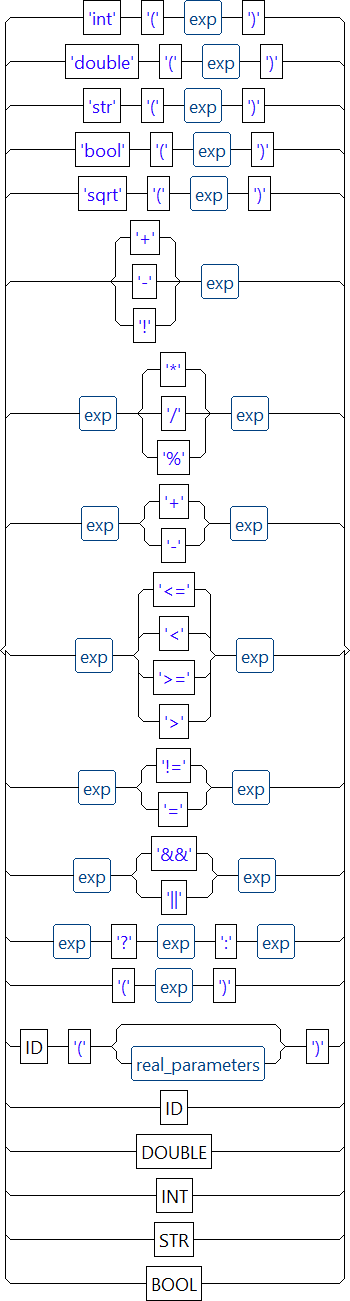 'int' '(' exp ')'
'double' '(' exp ')'
'str' '(' exp ')'
'bool' '(' exp ')'
'sqrt' '(' exp ')'
'+'
'-' exp
'!'
'*'
exp '/' exp
'%'
'+'
exp exp
'-'
'<='
'<'
exp exp
'>='
'>'
'!='
exp exp
'='
'&&'
exp exp
'||'
exp '?' exp ':' exp
'(' exp ')'
ID '(' real_parameters ')'
ID
DOUBLE
INT
STR
BOOL